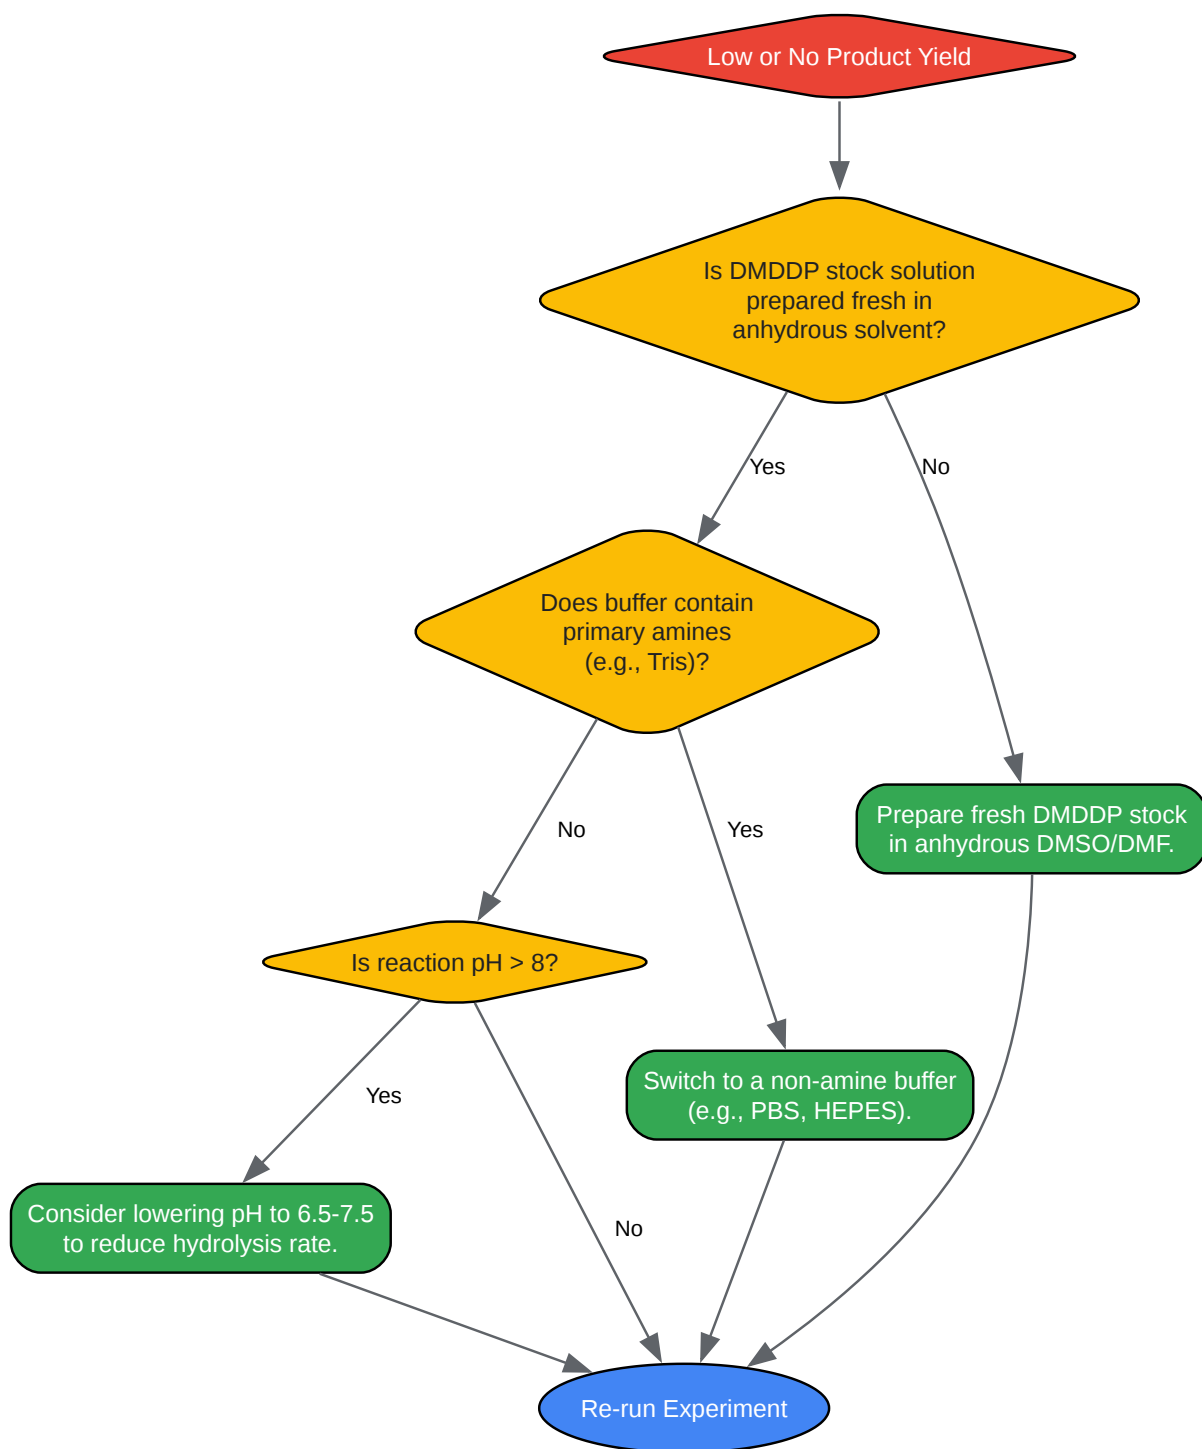 Low or No Product Yield
Is DMDDP stock solution
prepared fresh in
anhydrous solvent?
Yes
No
Does buffer contain
primary amines
(e.g., Tris)?
No
Yes
Prepare fresh DMDDP stock
in anhydrous DMSO/DMF.
Is reaction pH > 8?
Switch to a non-amine buffer
(e.g., PBS, HEPES).
Yes
Consider lowering pH to 6.5-7.5
to reduce hydrolysis rate.
No
Re-run Experiment